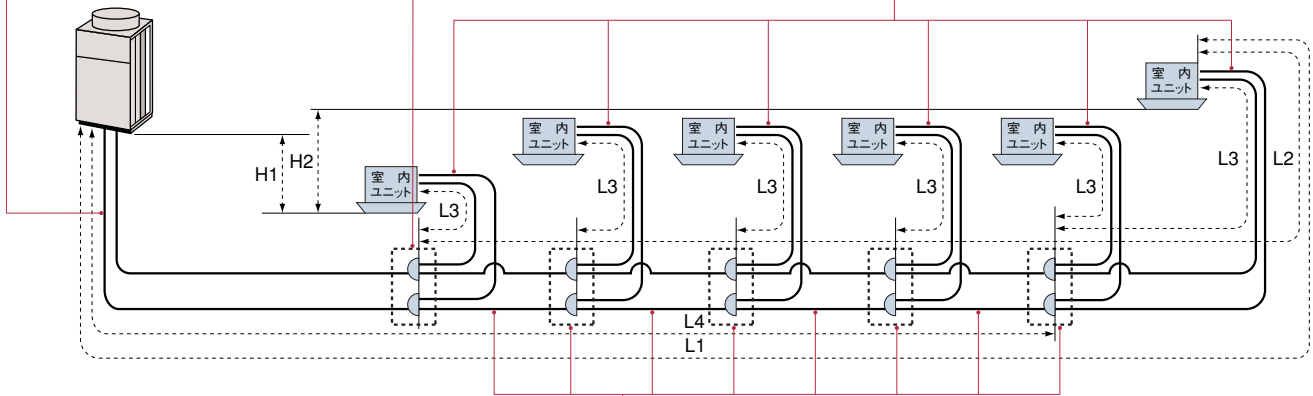 室 内
ユニット
室 内
ユニット
室 内
ユニット
室 内
ユニット
室 内
ユニット
室 内
ユニット
H1
H2
L3
L3
L3
L3
L3
L3
L2
L4
L1